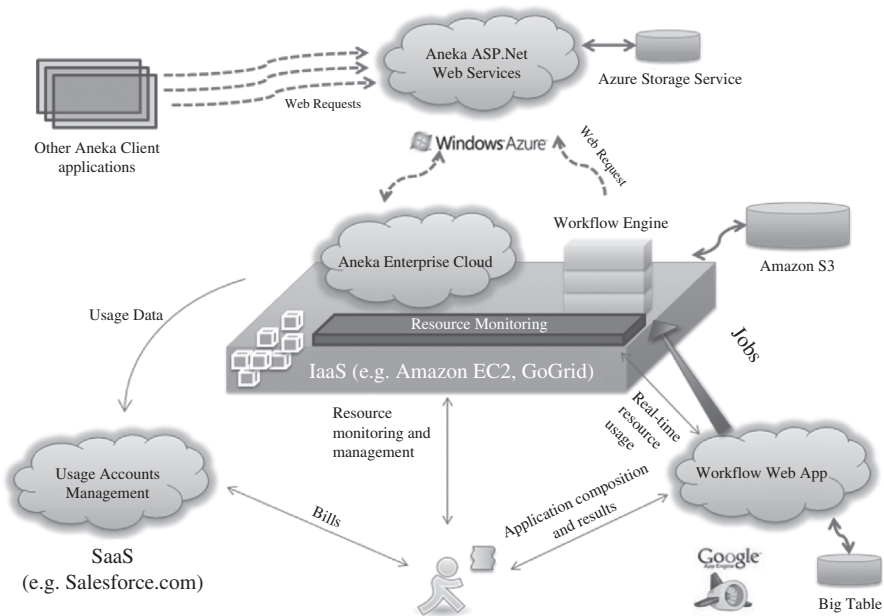 Aneka ASP.Net
Web Services
Azure Storage Service
Web Requests
Other Aneka Client
applications
Windows Azure
Web Request
Workflow Engine
Aneka Enterprise Cloud
Amazon S3
Usage Data
Resource Monitoring
IaaS (e.g. Amazon EC2, GoGrid)
Jobs
Resource
monitoring and
management
Real-time
resource
usage
Usage Accounts
Management
Workflow Web App
Bills
Application composition
and results
SaaS
(e.g. Salesforce.com)
Google
App Engine
Big Table